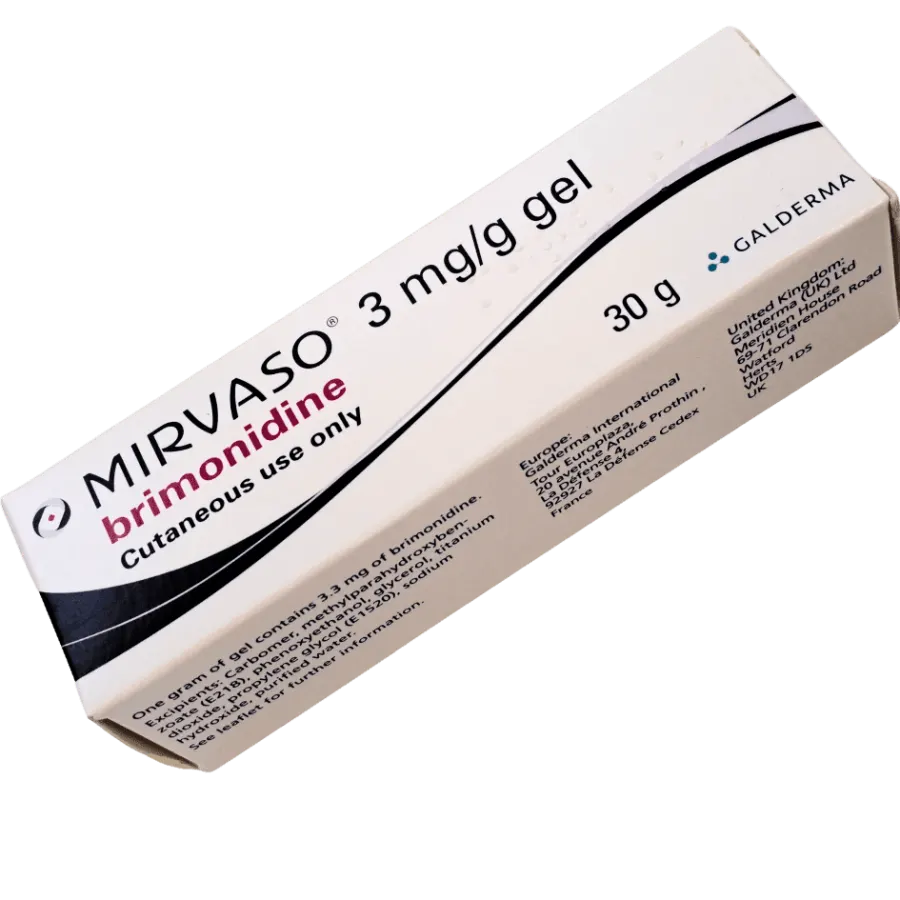 MIRVASO® 3 mg/g gel
brimonidine
Cutaneous use only
30 g
GALDERMA
One gram of gel contains 3.3 mg of brimonidine.
Excipients: Carbomer, methylparahydroxyben-
zoate (E218), phenoxyethanol, glycerol, titanium
dioxide, propylene glycol (E1520), sodium
hydroxide, purified water.
See leaflet for further information.
Europe:
Galderma International
Tour Europlaza,
20 avenue André Prothin ,
La Défense 4,
92927 La Défense Cedex
France
United Kingdom:
Galderma (UK) Ltd
Meridien House
69-71 Clarendon Road
Watford
Herts
WD17 1DS
UK